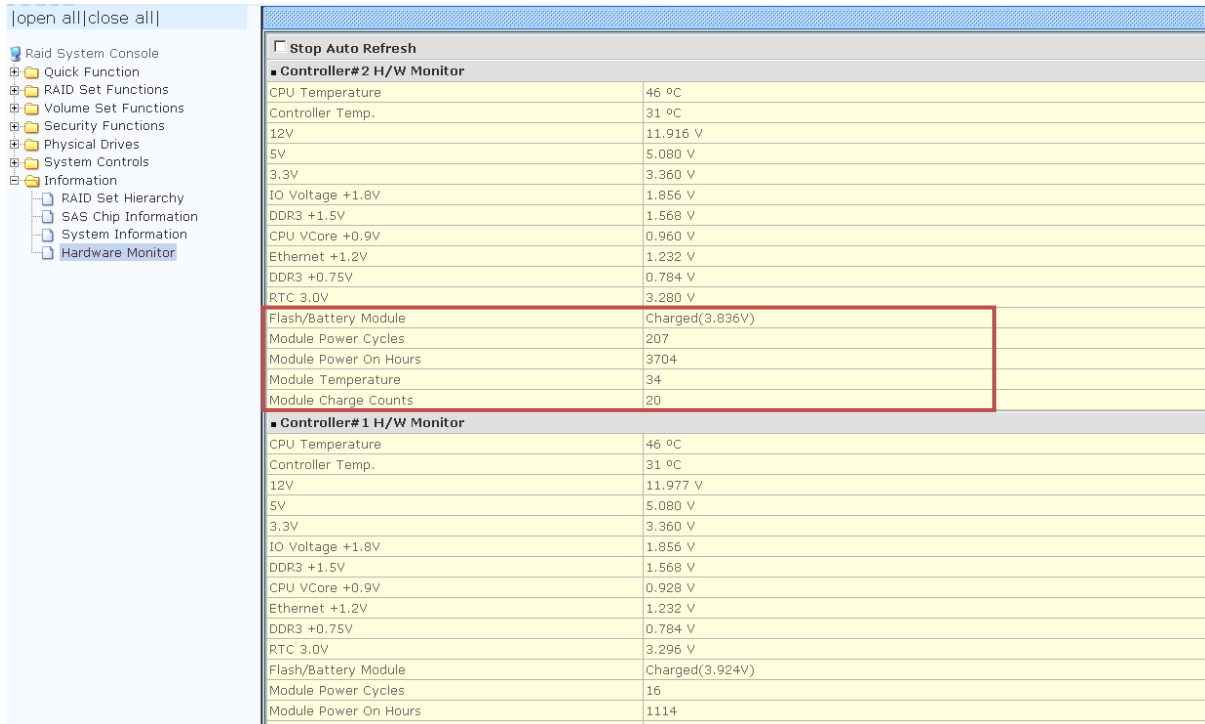 |open all|close all|
Raid System Console
Quick Function
RAID Set Functions
Volume Set Functions
Security Functions
Physical Drives
System Controls
Information
RAID Set Hierarchy
SAS Chip Information
System Information
Hardware Monitor
Stop Auto Refresh
Controller#2 H/W Monitor
CPU Temperature 46 ºC
Controller Temp. 31 ºC
12V 11.916 V
5V 5.080 V
3.3V 3.360 V
IO Voltage +1.8V 1.856 V
DDR3 +1.5V 1.568 V
CPU VCore +0.9V 0.960 V
Ethernet +1.2V 1.232 V
DDR3 +0.75V 0.784 V
RTC 3.0V 3.280 V
Flash/Battery Module Charged(3.836V)
Module Power Cycles 207
Module Power On Hours 3704
Module Temperature 34
Module Charge Counts 20
Controller#1 H/W Monitor
CPU Temperature 46 ºC
Controller Temp. 31 ºC
12V 11.977 V
5V 5.080 V
3.3V 3.360 V
IO Voltage +1.8V 1.856 V
DDR3 +1.5V 1.568 V
CPU VCore +0.9V 0.928 V
Ethernet +1.2V 1.232 V
DDR3 +0.75V 0.784 V
RTC 3.0V 3.296 V
Flash/Battery Module Charged(3.924V)
Module Power Cycles 16
Module Power On Hours 1114